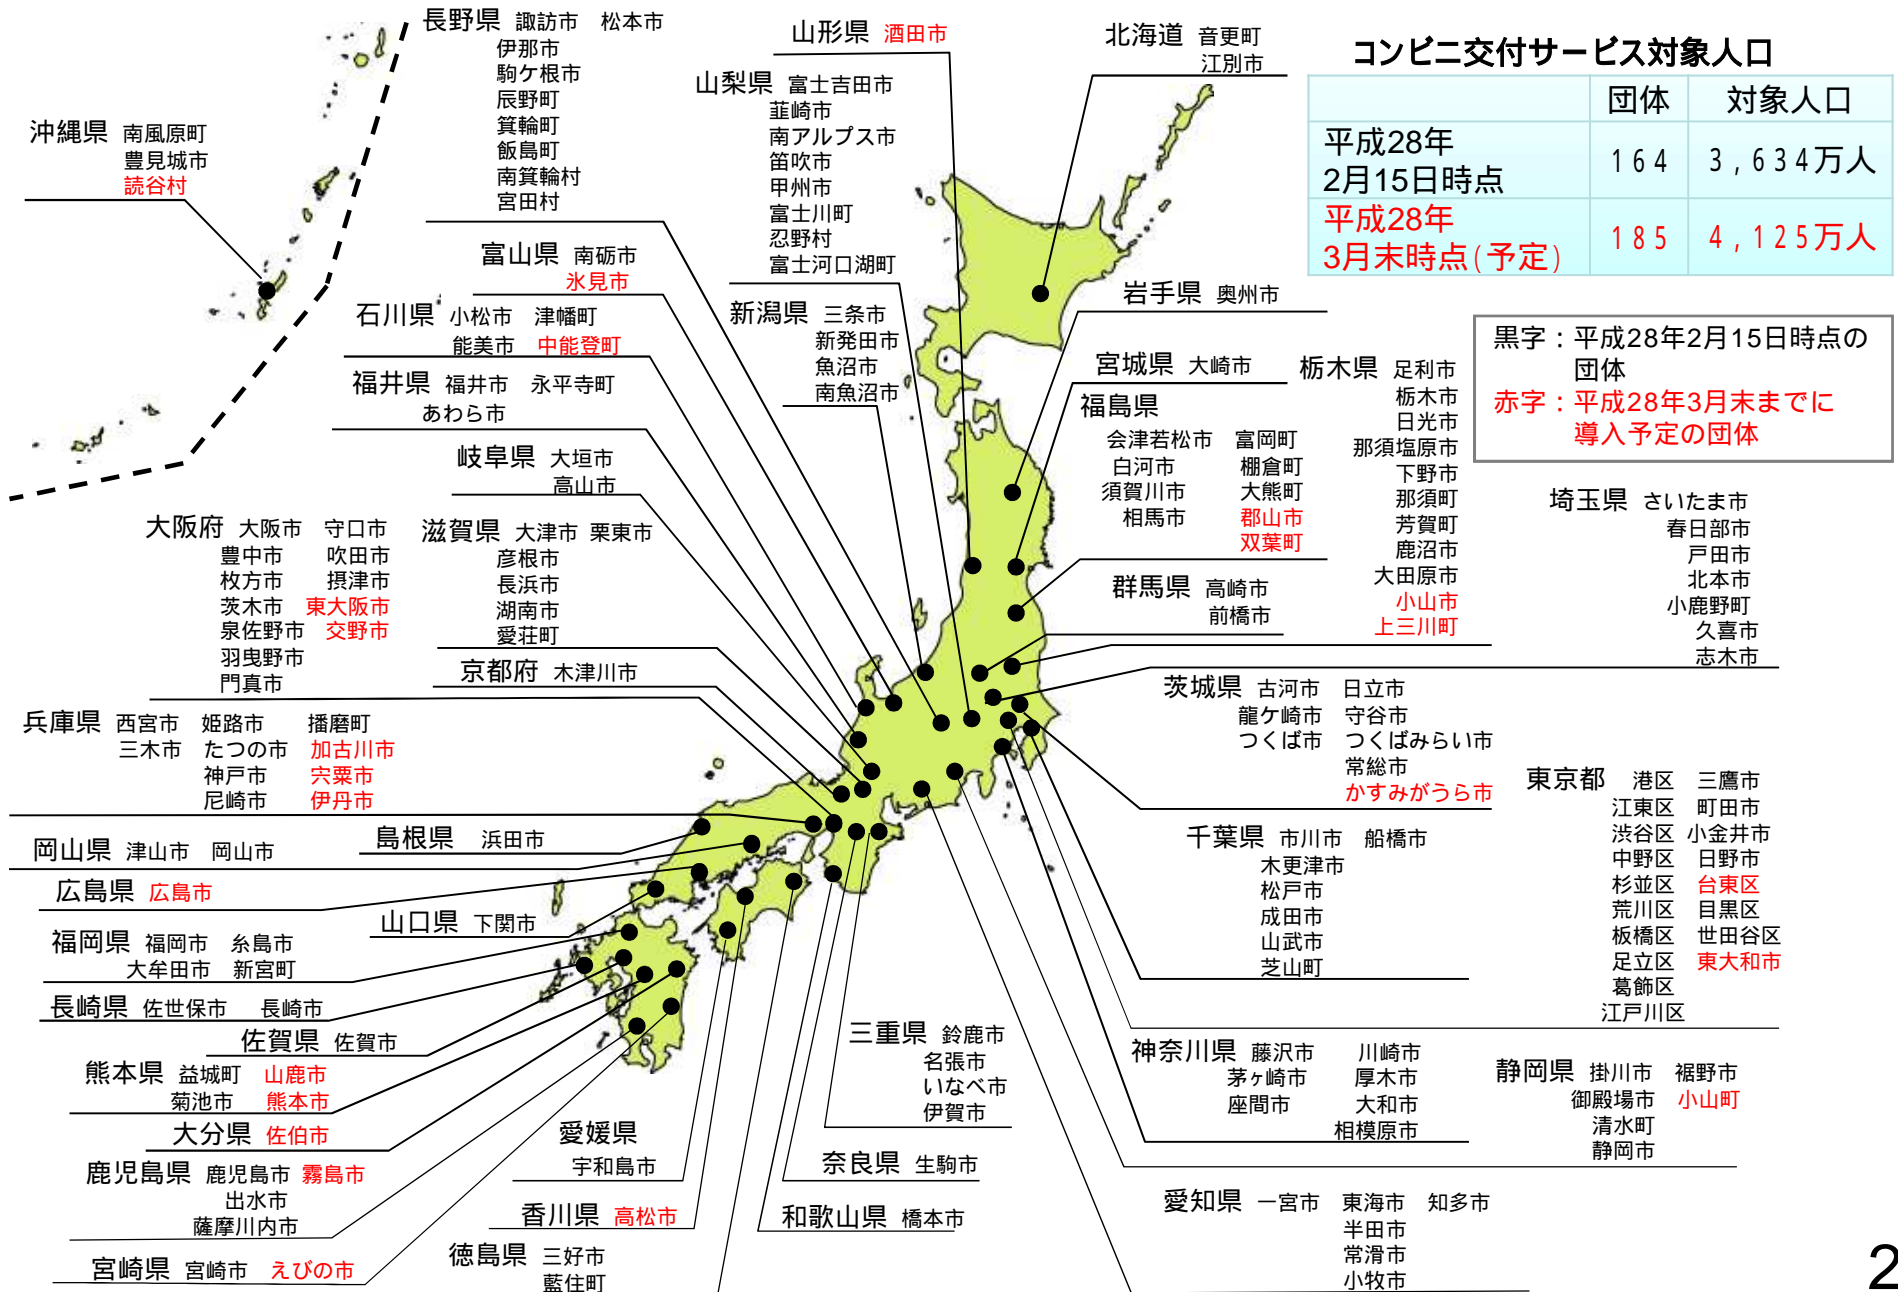 コンビニ交付サービス対象人口
団体 対象人口
平成28年
2月15日時点 164 3,634万人
平成28年
3月末時点(予定) 185 4,125万人
黒字：平成28年2月15日時点の
団体
赤字：平成28年3月末までに
導入予定の団体
北海道 音更町
江別市
山形県 酒田市
長野県 諏訪市 松本市
伊那市
駒ケ根市
辰野町
箕輪町
飯島町
南箕輪村
宮田村
山梨県 富士吉田市
韮崎市
南アルプス市
笛吹市
甲州市
富士川町
忍野村
富士河口湖町
沖縄県 南風原町
豊見城市
読谷村
富山県 南砺市
氷見市
石川県 小松市 津幡町
能美市 中能登町
福井県 福井市 永平寺町
あわら市
新潟県 三条市
新発田市
魚沼市
南魚沼市
岩手県 奥州市
宮城県 大崎市
福島県
会津若松市 富岡町
白河市 棚倉町
須賀川市 大熊町
相馬市 郡山市
双葉町
栃木県 足利市
栃木市
日光市
那須塩原市
下野市
那須町
芳賀町
鹿沼市
大田原市
小山市
上三川町
群馬県 高崎市
前橋市
埼玉県 さいたま市
春日部市
戸田市
北本市
小鹿野町
久喜市
志木市
岐阜県 大垣市
高山市
大阪府 大阪市 守口市
豊中市 吹田市
枚方市 摂津市
茨木市 東大阪市
泉佐野市 交野市
羽曳野市
門真市
滋賀県 大津市 栗東市
彦根市
長浜市
湖南市
愛荘町
京都府 木津川市
兵庫県 西宮市 姫路市 播磨町
三木市 たつの市 加古川市
神戸市 宍粟市
尼崎市 伊丹市
茨城県 古河市 日立市
龍ケ崎市 守谷市
つくば市 つくばみらい市
常総市
かすみがうら市
東京都 港区 三鷹市
江東区 町田市
渋谷区 小金井市
中野区 日野市
杉並区 台東区
荒川区 目黒区
板橋区 世田谷区
足立区 東大和市
葛飾区
江戸川区
千葉県 市川市 船橋市
木更津市
松戸市
成田市
山武市
芝山町
島根県 浜田市
岡山県 津山市 岡山市
広島県 広島市
山口県 下関市
福岡県 福岡市 糸島市
大牟田市 新宮町
長崎県 佐世保市 長崎市
佐賀県 佐賀市
熊本県 益城町 山鹿市
菊池市 熊本市
大分県 佐伯市
鹿児島県 鹿児島市 霧島市
出水市
薩摩川内市
宮崎県 宮崎市 えびの市
愛媛県
宇和島市
香川県 高松市
徳島県 三好市
藍住町
三重県 鈴鹿市
名張市
いなべ市
伊賀市
奈良県 生駒市
和歌山県 橋本市
神奈川県 藤沢市 川崎市
茅ヶ崎市 厚木市
座間市 大和市
相模原市
静岡県 掛川市 裾野市
御殿場市 小山町
清水町
静岡市
愛知県 一宮市 東海市 知多市
半田市
常滑市
小牧市
2